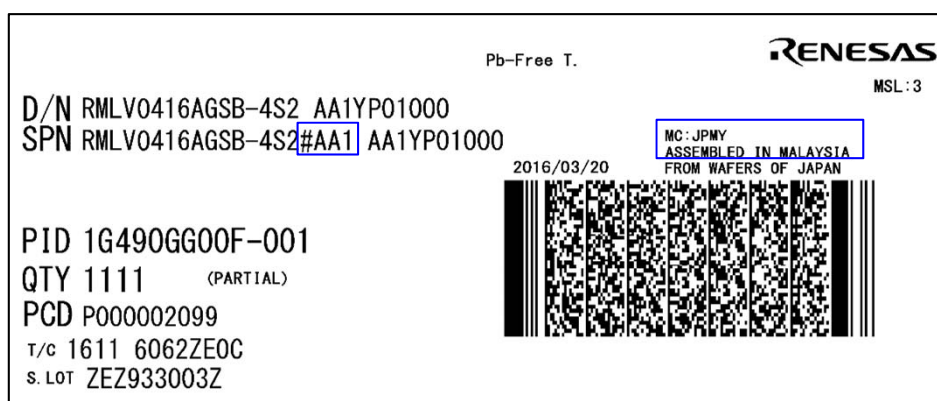 Pb-Free T.
RENESAS
MSL:3
D/N RMLV0416AGSB-4S2 AA1YP01000
SPN RMLV0416AGSB-4S2#AA1 AA1YP01000
MC:JPMY
ASSEMBLED IN MALAYSIA
2016/03/20 FROM WAFERS OF JAPAN
PID 1G490GG00F-001
QTY 1111 (PARTIAL)
PCD P000002099
T/C 1611 6062ZE0C
S.LOT ZEZ933003Z